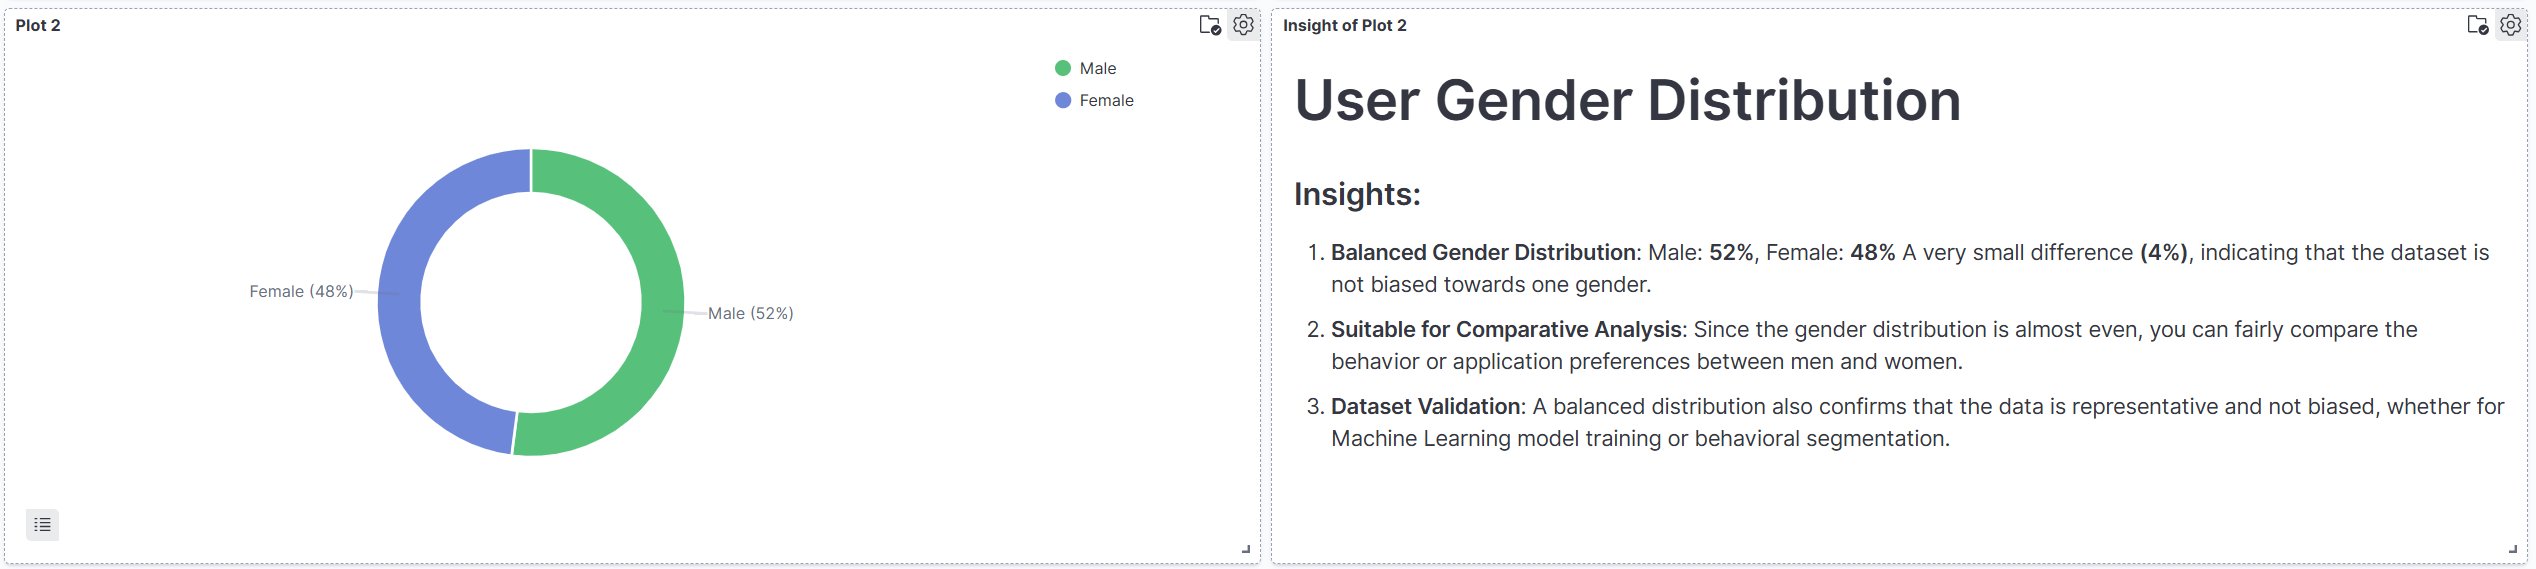 Plot 2
Male
Female
Female (48%)
Male (52%)
Insight of Plot 2
User Gender Distribution
Insights:
1. Balanced Gender Distribution: Male: 52%, Female: 48% A very small difference (4%), indicating that the dataset is
not biased towards one gender.
2. Suitable for Comparative Analysis: Since the gender distribution is almost even, you can fairly compare the
behavior or application preferences between men and women.
3. Dataset Validation: A balanced distribution also confirms that the data is representative and not biased, whether for
Machine Learning model training or behavioral segmentation.